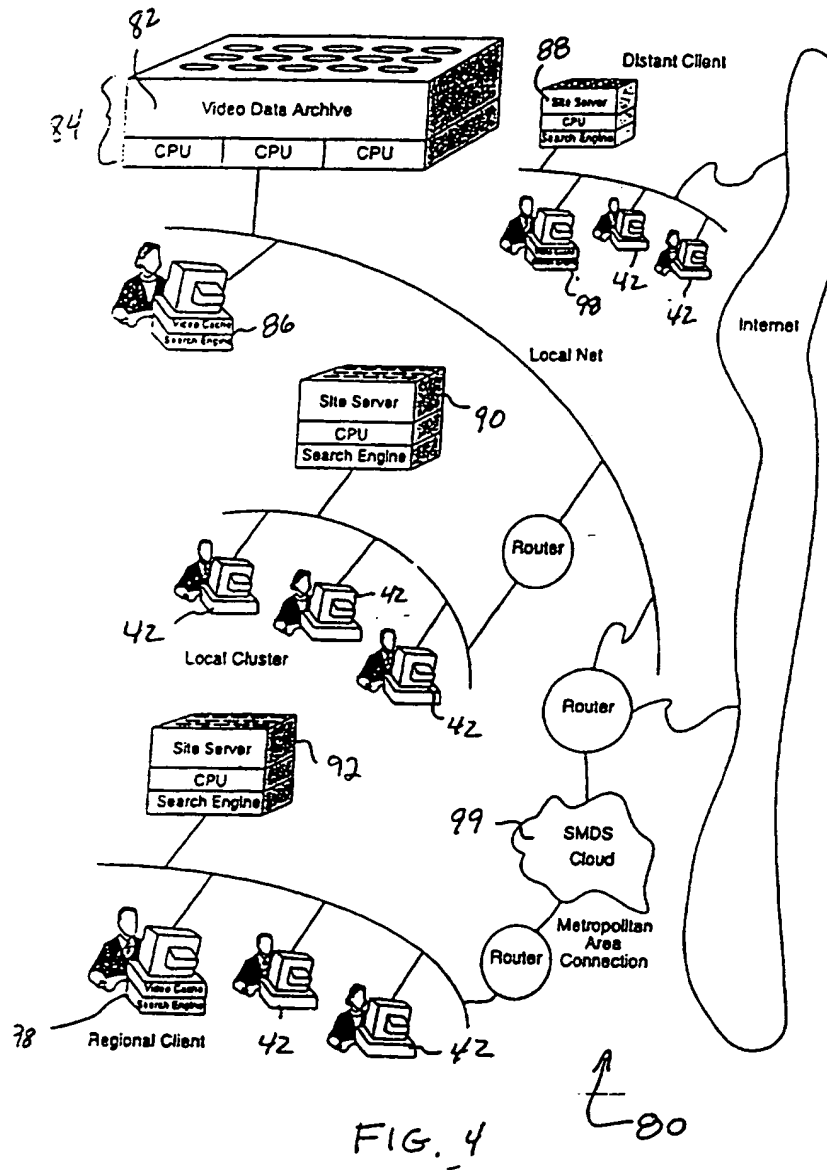 82
88
Distant Client
84
Video Data Archive
CPU CPU CPU
Site Server
CPU
Search Engine
98
42
42
Internet
Video Cache
Search Engine
86
Local Net
Site Server
CPU
Search Engine
90
Router
42
42
42
Local Cluster
Site Server
CPU
Search Engine
92
Router
99
SMDS
Cloud
Metropolitan
Area
Connection
Router
Video Cache
Search Engine
78
Regional Client
42
42
80
FIG. 4